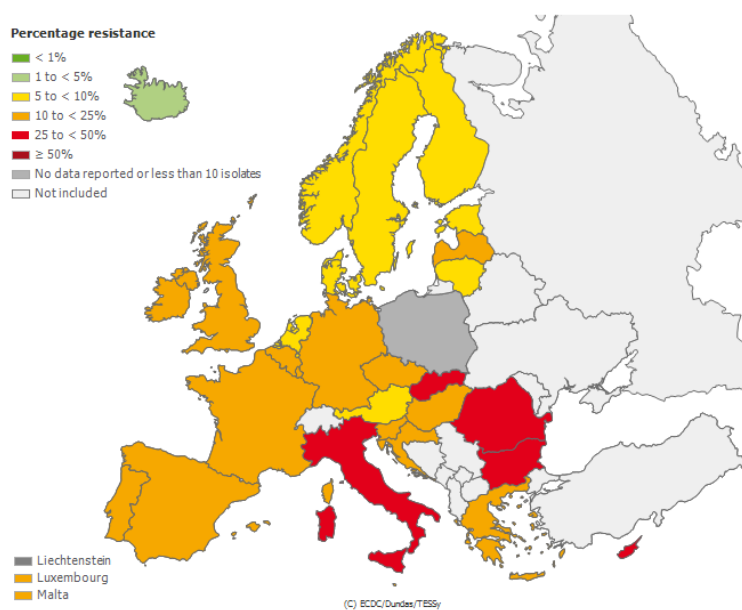 Percentage resistance
< 1%
1 to < 5%
5 to < 10%
10 to < 25%
25 to < 50%
≥ 50%
No data reported or less than 10 isolates
Not included
Liechtenstein
Luxembourg
Malta
(C) ECDC/Dundas/TESSy